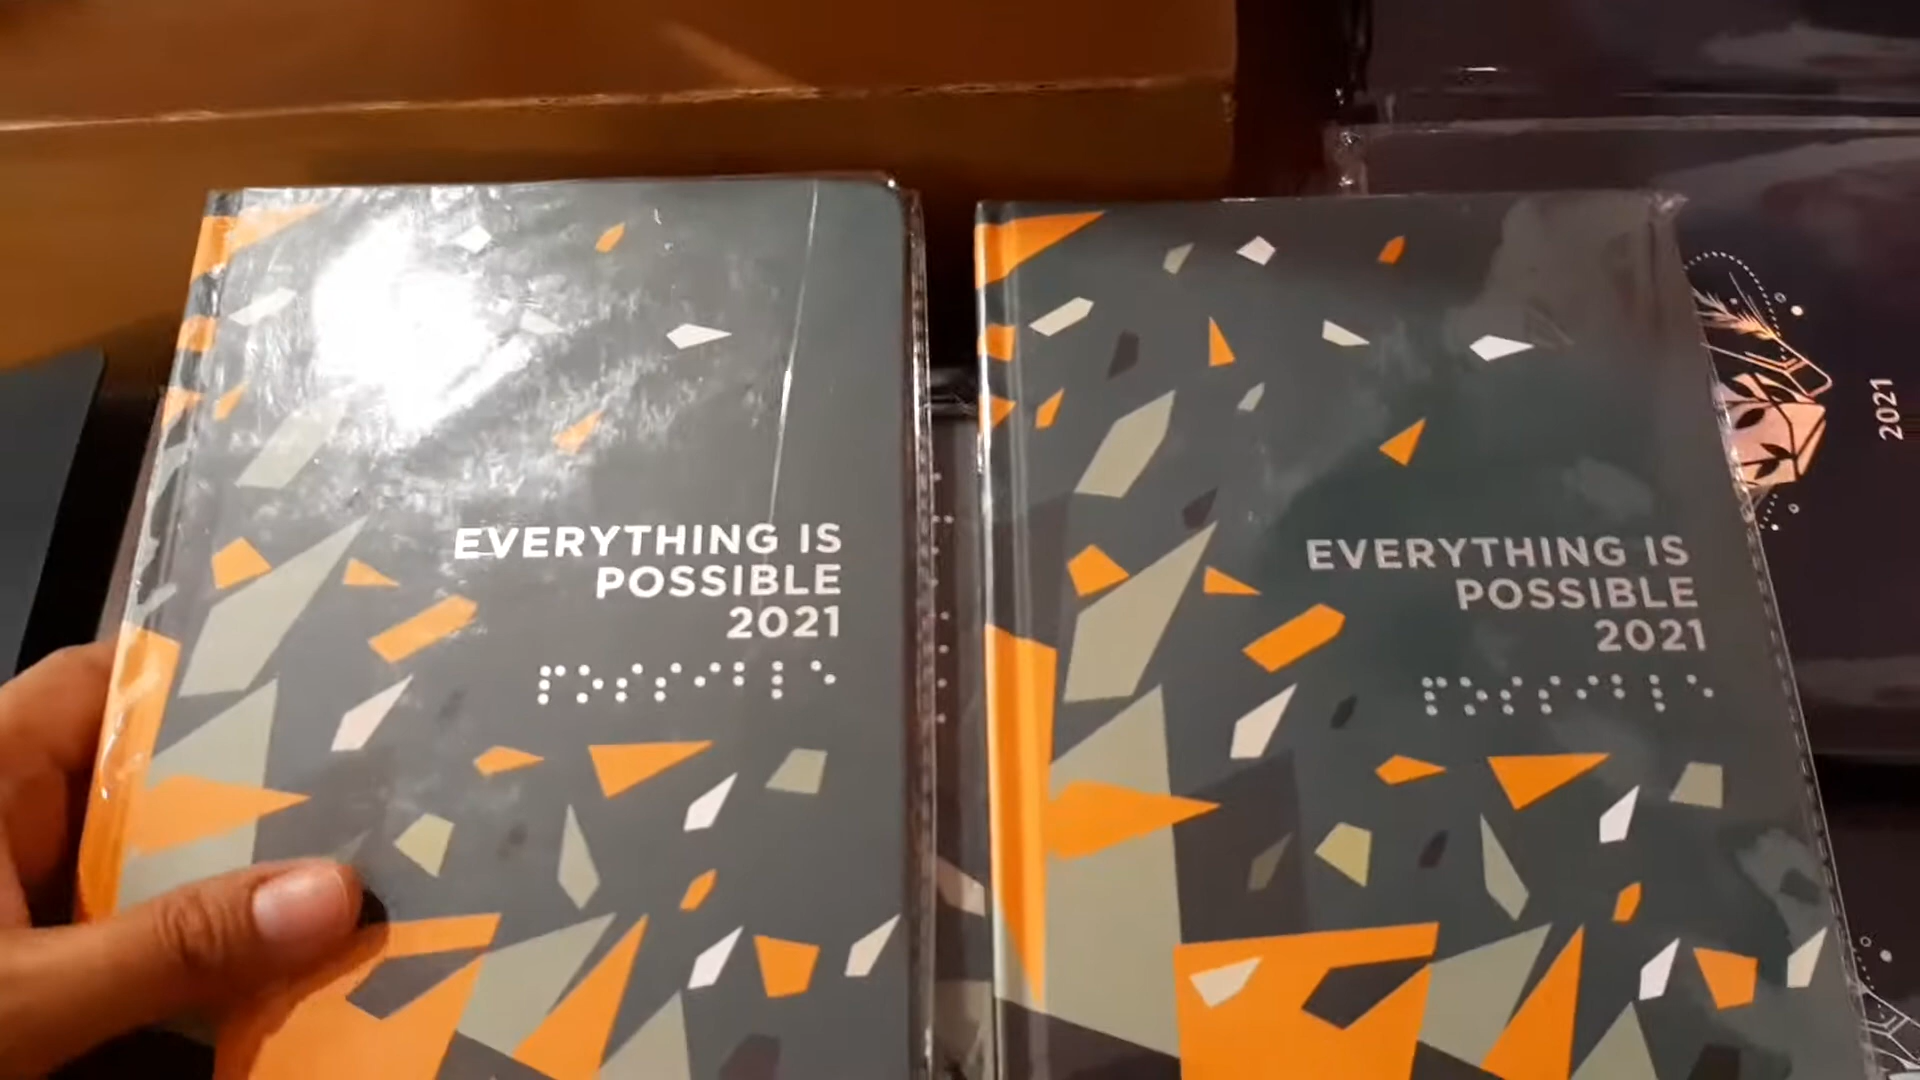 EVERYTHING IS
POSSIBLE
2021
⠏⠕⠎⠎⠊⠃⠇⠑
EVERYTHING IS
POSSIBLE
2021
⠏⠕⠎⠎⠊⠃⠇⠑
2021